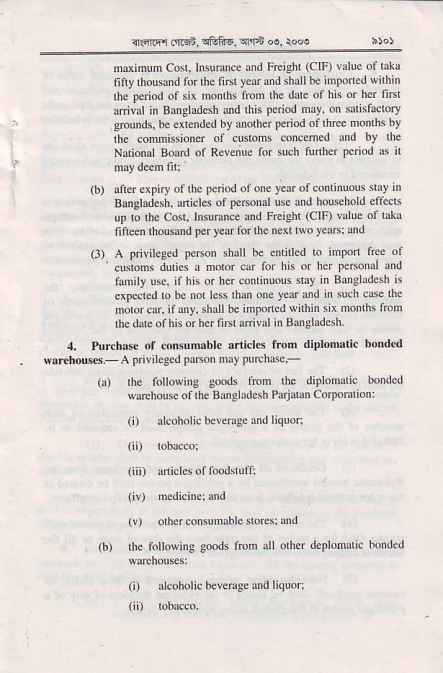 বাংলাদেশ গেজেট, অতিরিক্ত, আগস্ট ০৩, ২০০৩ ৯১০১
maximum Cost, Insurance and Freight (CIF) value of taka
fifty thousand for the first year and shall be imported within
the period of six months from the date of his or her first
arrival in Bangladesh and this period may, on satisfactory
grounds, be extended by another period of three months by
the commissioner of customs concerned and by the
National Board of Revenue for such further period as it
may deem fit;
(b) after expiry of the period of one year of continuous stay in
Bangladesh, articles of personal use and household effects
up to the Cost, Insurance and Freight (CIF) value of taka
fifteen thousand per year for the next two years; and
(3) A privileged person shall be entitled to import free of
customs duties a motor car for his or her personal and
family use, if his or her continuous stay in Bangladesh is
expected to be not less than one year and in such case the
motor car, if any, shall be imported within six months from
the date of his or her first arrival in Bangladesh.
4. Purchase of consumable articles from diplomatic bonded
warehouses.— A privileged parson may purchase,—
(a) the following goods from the diplomatic bonded
warehouse of the Bangladesh Parjatan Corporation:
(i) alcoholic beverage and liquor;
(ii) tobacco;
(iii) articles of foodstuff;
(iv) medicine; and
(v) other consumable stores; and
(b) the following goods from all other diplomatic bonded
warehouses:
(i) alcoholic beverage and liquor;
(ii) tobacco.